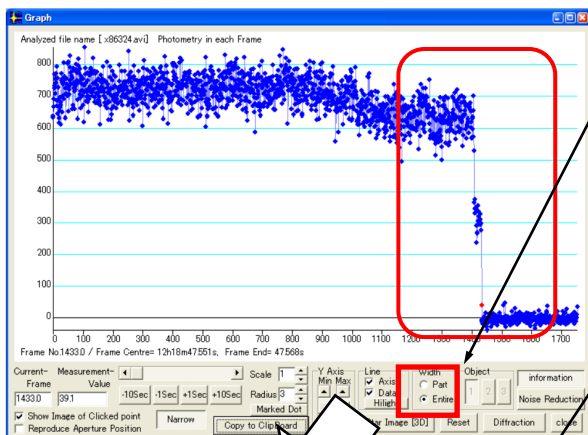 Graph
Analyzed file name [ x86324.avi] Photometry in each Frame
800
700
600
500
400
300
200
100
0
0 100 200 300 400 500 600 700 800 900 1000 1100 1200 1300 1400 1500 1600 1700
Frame No.1433.0 / Frame Centre= 12h18m47.551s, Frame End= 47.568s
Current- Measurement-
Frame Value
1433.0 39.1
-10Sec -1Sec +1Sec +10Sec
Scale 1
Radius 3
Marked Dot
Y Axis
Min Max
Line
Axis
Data
Width
Part
Entire
Object
1 2 3
information
Noise Reduction
Show Image of Clicked point
Reproduce Aperture Position
Narrow
Copy to ClipBoard
Image [3D]
Reset
Diffraction